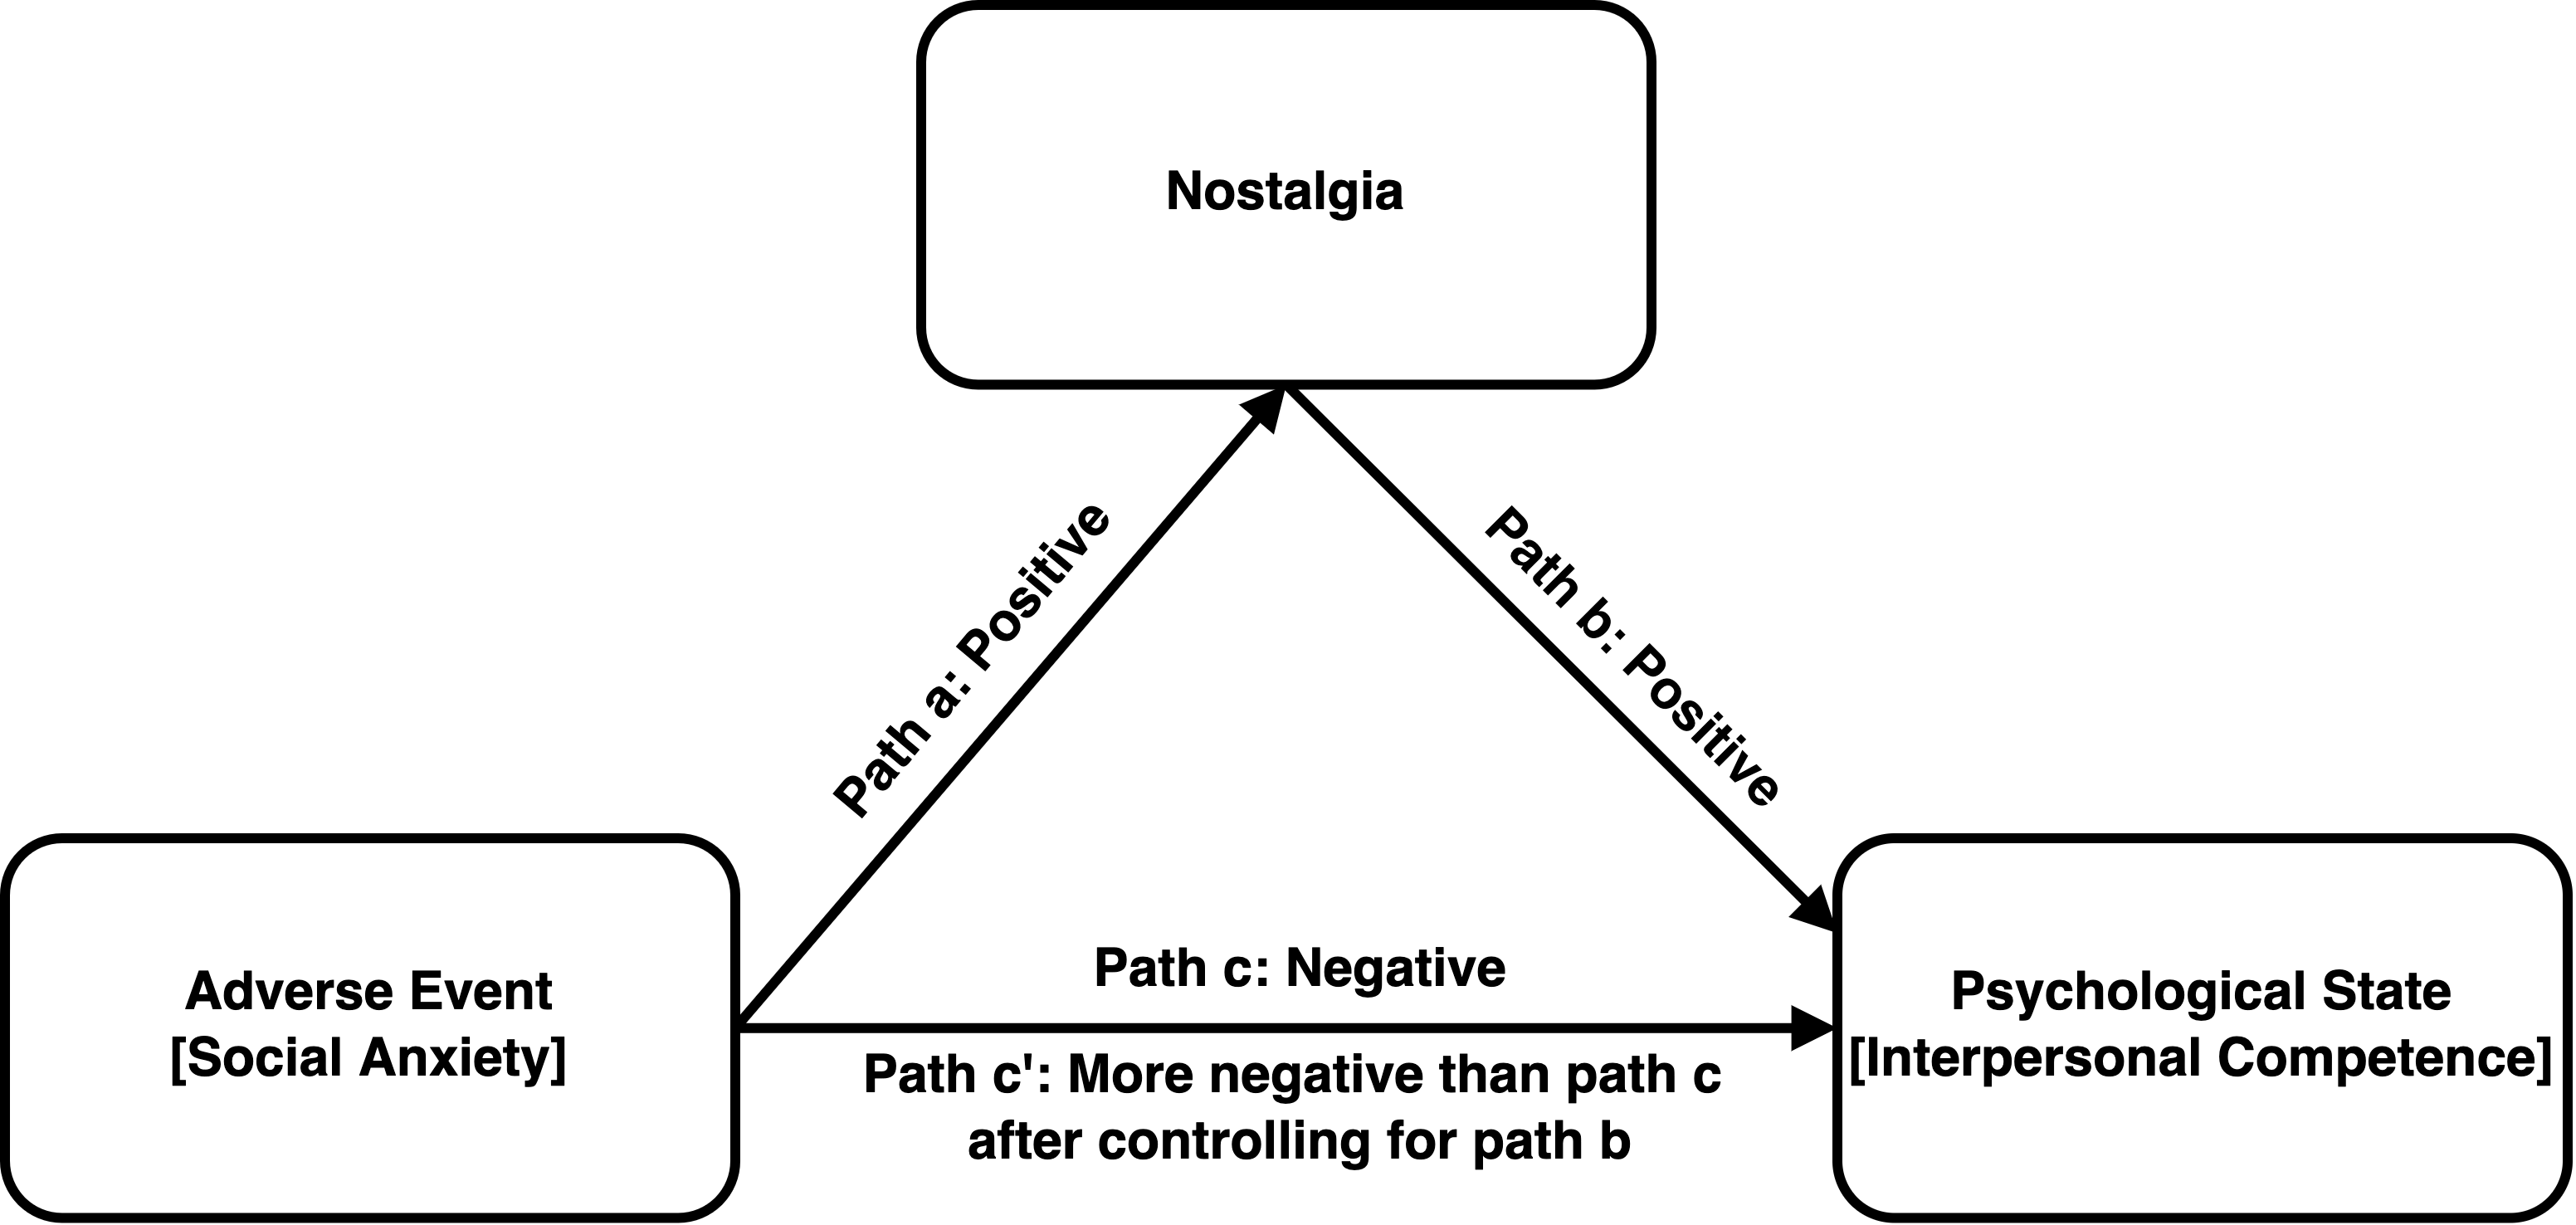 Nostalgia
Path a: Positive
Path b: Positive
Path c: Negative
Adverse Event
[Social Anxiety]
Psychological State
[Interpersonal Competence]
Path c': More negative than path c
after controlling for path b